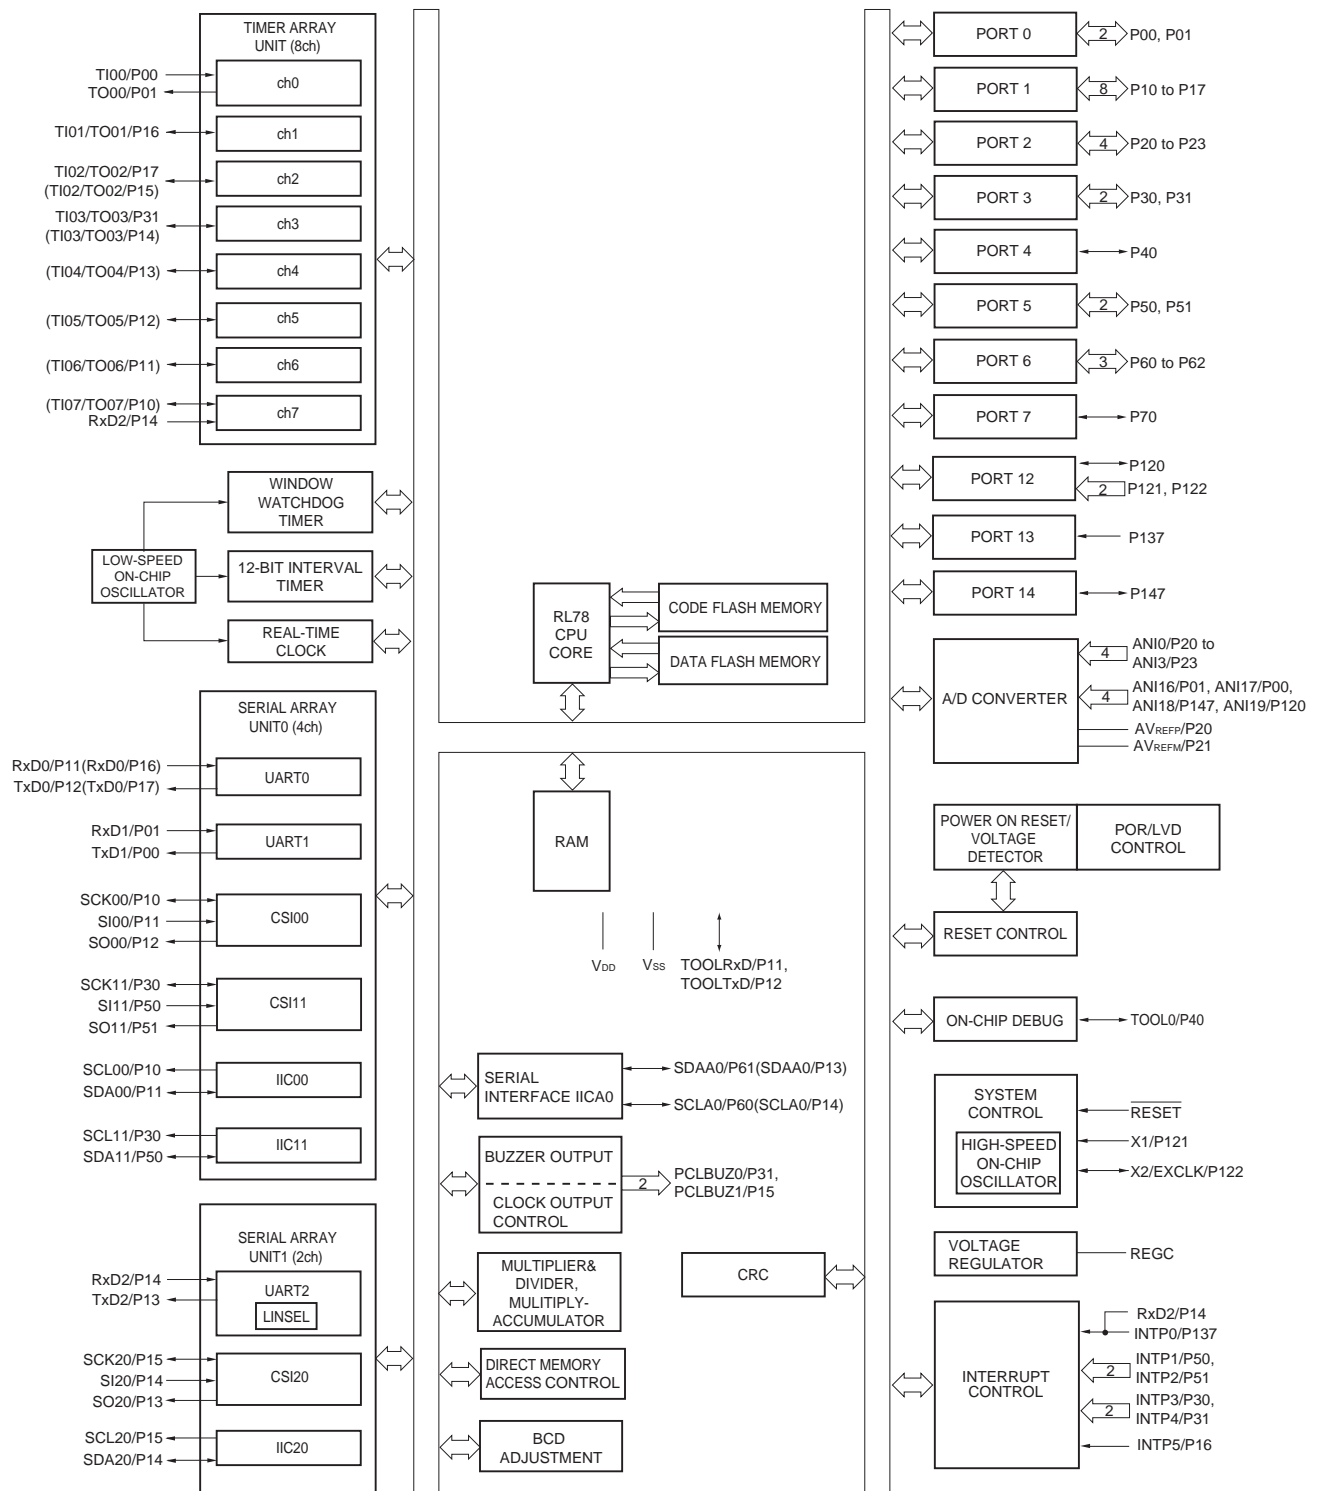 TIMER ARRAY
UNIT (8ch)
TI00/P00
TO00/P01
ch0
TI01/TO01/P16
ch1
TI02/TO02/P17
(TI02/TO02/P15)
ch2
TI03/TO03/P31
(TI03/TO03/P14)
ch3
(TI04/TO04/P13)
ch4
(TI05/TO05/P12)
ch5
(TI06/TO06/P11)
ch6
(TI07/TO07/P10)
RxD2/P14
ch7
WINDOW
WATCHDOG
TIMER
LOW-SPEED
ON-CHIP
OSCILLATOR
12-BIT INTERVAL
TIMER
REAL-TIME
CLOCK
SERIAL ARRAY
UNIT0 (4ch)
RxD0/P11(RxD0/P16)
TxD0/P12(TxD0/P17)
UART0
RxD1/P01
TxD1/P00
UART1
SCK00/P10
SI00/P11
SO00/P12
CSI00
SCK11/P30
SI11/P50
SO11/P51
CSI11
SCL00/P10
SDA00/P11
IIC00
SCL11/P30
SDA11/P50
IIC11
SERIAL ARRAY
UNIT1 (2ch)
RxD2/P14
TxD2/P13
UART2
LINSEL
SCK20/P15
SI20/P14
SO20/P13
CSI20
SCL20/P15
SDA20/P14
IIC20
RL78
CPU
CORE
CODE FLASH MEMORY
DATA FLASH MEMORY
RAM
VDD
VSS
TOOLRxD/P11,
TOOLTxD/P12
SERIAL
INTERFACE IICA0
SDAA0/P61(SDAA0/P13)
SCLA0/P60(SCLA0/P14)
BUZZER OUTPUT
CLOCK OUTPUT
CONTROL
2
PCLBUZ0/P31,
PCLBUZ1/P15
MULTIPLIER&
DIVIDER,
MULITIPLY-
ACCUMULATOR
CRC
DIRECT MEMORY
ACCESS CONTROL
BCD
ADJUSTMENT
PORT 0
2
P00, P01
PORT 1
8
P10 to P17
PORT 2
4
P20 to P23
PORT 3
2
P30, P31
PORT 4
P40
PORT 5
2
P50, P51
PORT 6
3
P60 to P62
PORT 7
P70
PORT 12
P120
2
P121, P122
PORT 13
P137
PORT 14
P147
A/D CONVERTER
4
ANI0/P20 to
ANI3/P23
4
ANI16/P01, ANI17/P00,
ANI18/P147, ANI19/P120
AVREFP/P20
AVREFM/P21
POWER ON RESET/
VOLTAGE
DETECTOR
POR/LVD
CONTROL
RESET CONTROL
ON-CHIP DEBUG
TOOL0/P40
SYSTEM
CONTROL
HIGH-SPEED
ON-CHIP
OSCILLATOR
RESET
X1/P121
X2/EXCLK/P122
VOLTAGE
REGULATOR
REGC
INTERRUPT
CONTROL
RxD2/P14
INTP0/P137
2
INTP1/P50,
INTP2/P51
2
INTP3/P30,
INTP4/P31
INTP5/P16